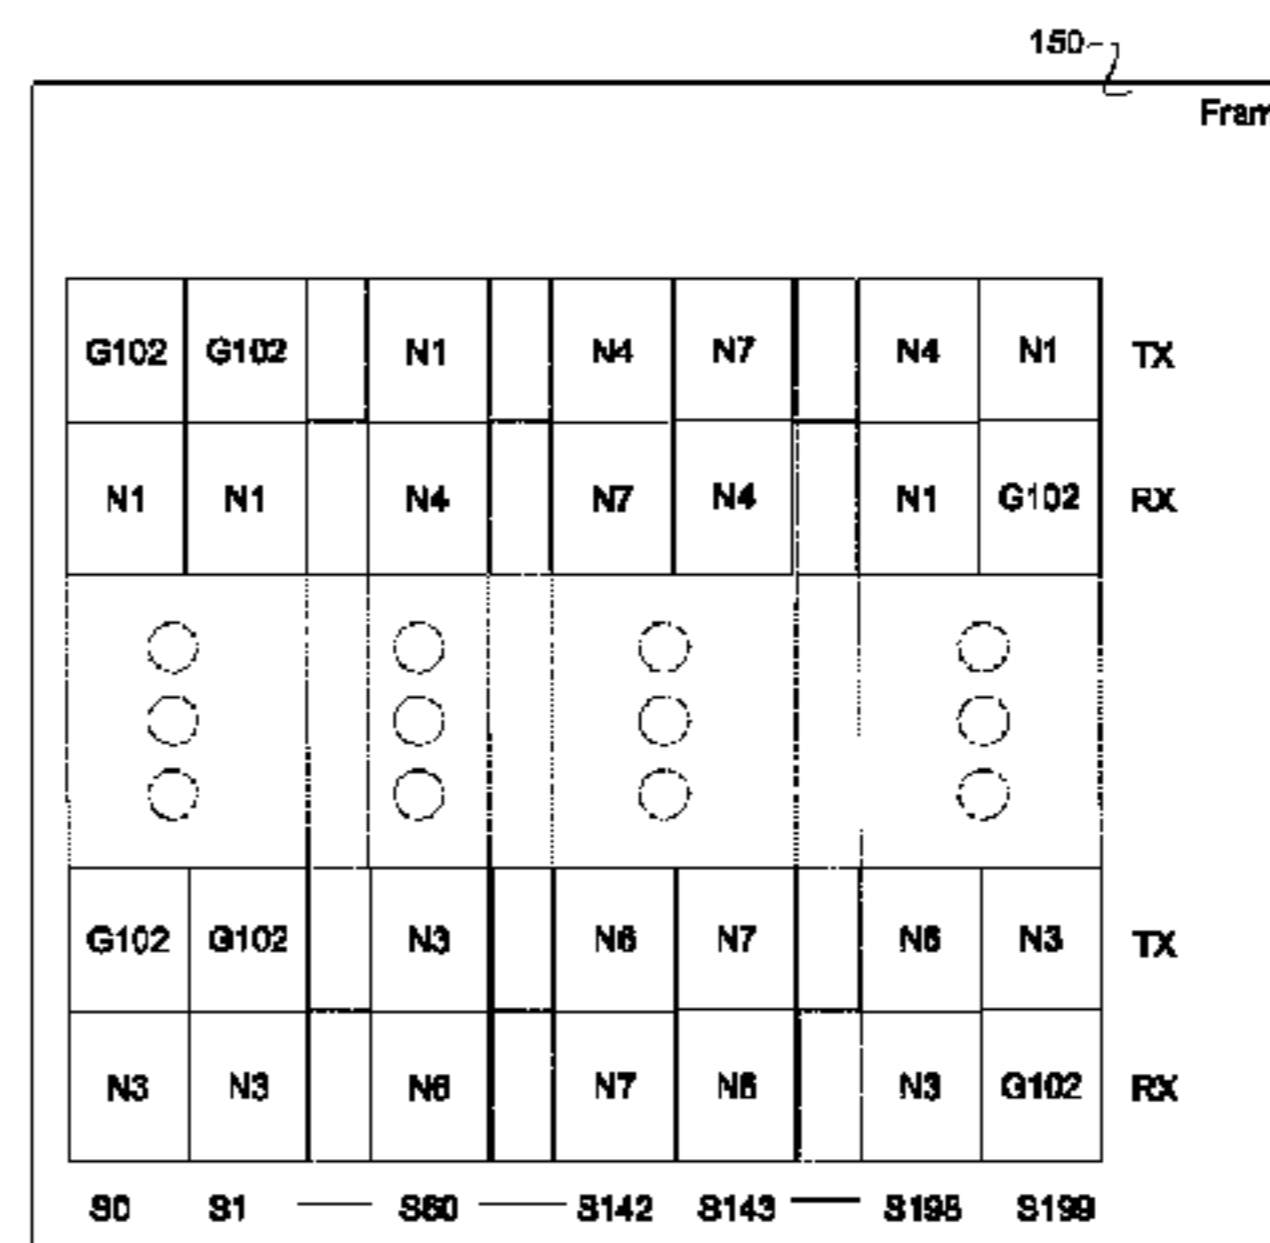 150
Fram
G102 G102 N1 N4 N7 N4 N1 TX
N1 N1 N4 N7 N4 N1 G102 RX
G102 G102 N3 N6 N7 N6 N3 TX
N3 N3 N6 N7 N6 N3 G102 RX
S0 S1 S60 S142 S143 S198 S199